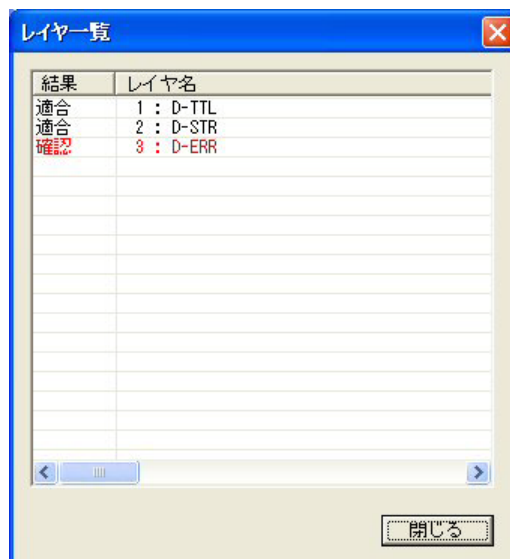 レイヤ一覧
結果 レイヤ名
適合 1 : D-TTL
適合 2 : D-STR
確認 3 : D-ERR
閉じる